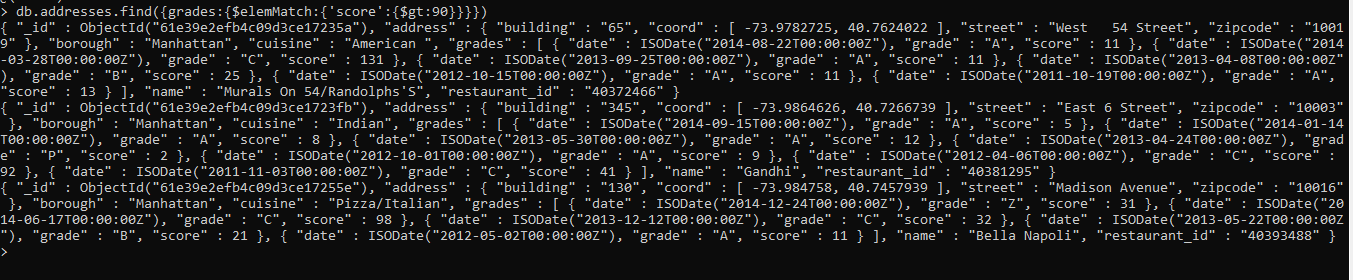 > db.addresses.find({grades:{$elemMatch:{'score':{$gt:90}}}})
{ "_id" : ObjectId("61e39e2efb4c09d3ce17235a"), "address" : { "building" : "65", "coord" : [ -73.9782725, 40.7624022 ], "street" : "West   54 Street", "zipcode" : "1001
9" }, "borough" : "Manhattan", "cuisine" : "American ", "grades" : [ { "date" : ISODate("2014-08-22T00:00:00Z"), "grade" : "A", "score" : 11 }, { "date" : ISODate("2014
-03-28T00:00:00Z"), "grade" : "C", "score" : 131 }, { "date" : ISODate("2013-09-25T00:00:00Z"), "grade" : "A", "score" : 11 }, { "date" : ISODate("2013-04-08T00:00:00Z"
), "grade" : "B", "score" : 25 }, { "date" : ISODate("2012-10-15T00:00:00Z"), "grade" : "A", "score" : 11 }, { "date" : ISODate("2011-10-19T00:00:00Z"), "grade" : "A",
"score" : 13 } ], "name" : "Murals On 54/Randolphs'S", "restaurant_id" : "40372466" }
{ "_id" : ObjectId("61e39e2efb4c09d3ce1723fb"), "address" : { "building" : "345", "coord" : [ -73.9864626, 40.7266739 ], "street" : "East 6 Street", "zipcode" : "10003"
 }, "borough" : "Manhattan", "cuisine" : "Indian", "grades" : [ { "date" : ISODate("2014-09-15T00:00:00Z"), "grade" : "A", "score" : 5 }, { "date" : ISODate("2014-01-14
T00:00:00Z"), "grade" : "A", "score" : 8 }, { "date" : ISODate("2013-05-30T00:00:00Z"), "grade" : "A", "score" : 12 }, { "date" : ISODate("2013-04-24T00:00:00Z"), "grad
e" : "P", "score" : 2 }, { "date" : ISODate("2012-10-01T00:00:00Z"), "grade" : "A", "score" : 9 }, { "date" : ISODate("2012-04-06T00:00:00Z"), "grade" : "C", "score" :
92 }, { "date" : ISODate("2011-11-03T00:00:00Z"), "grade" : "C", "score" : 41 } ], "name" : "Gandhi", "restaurant_id" : "40381295" }
{ "_id" : ObjectId("61e39e2efb4c09d3ce17255e"), "address" : { "building" : "130", "coord" : [ -73.984758, 40.7457939 ], "street" : "Madison Avenue", "zipcode" : "10016"
 }, "borough" : "Manhattan", "cuisine" : "Pizza/Italian", "grades" : [ { "date" : ISODate("2014-12-24T00:00:00Z"), "grade" : "Z", "score" : 31 }, { "date" : ISODate("20
14-06-17T00:00:00Z"), "grade" : "C", "score" : 98 }, { "date" : ISODate("2013-12-12T00:00:00Z"), "grade" : "C", "score" : 32 }, { "date" : ISODate("2013-05-22T00:00:00Z
"), "grade" : "B", "score" : 21 }, { "date" : ISODate("2012-05-02T00:00:00Z"), "grade" : "A", "score" : 11 } ], "name" : "Bella Napoli", "restaurant_id" : "40393488" }
>